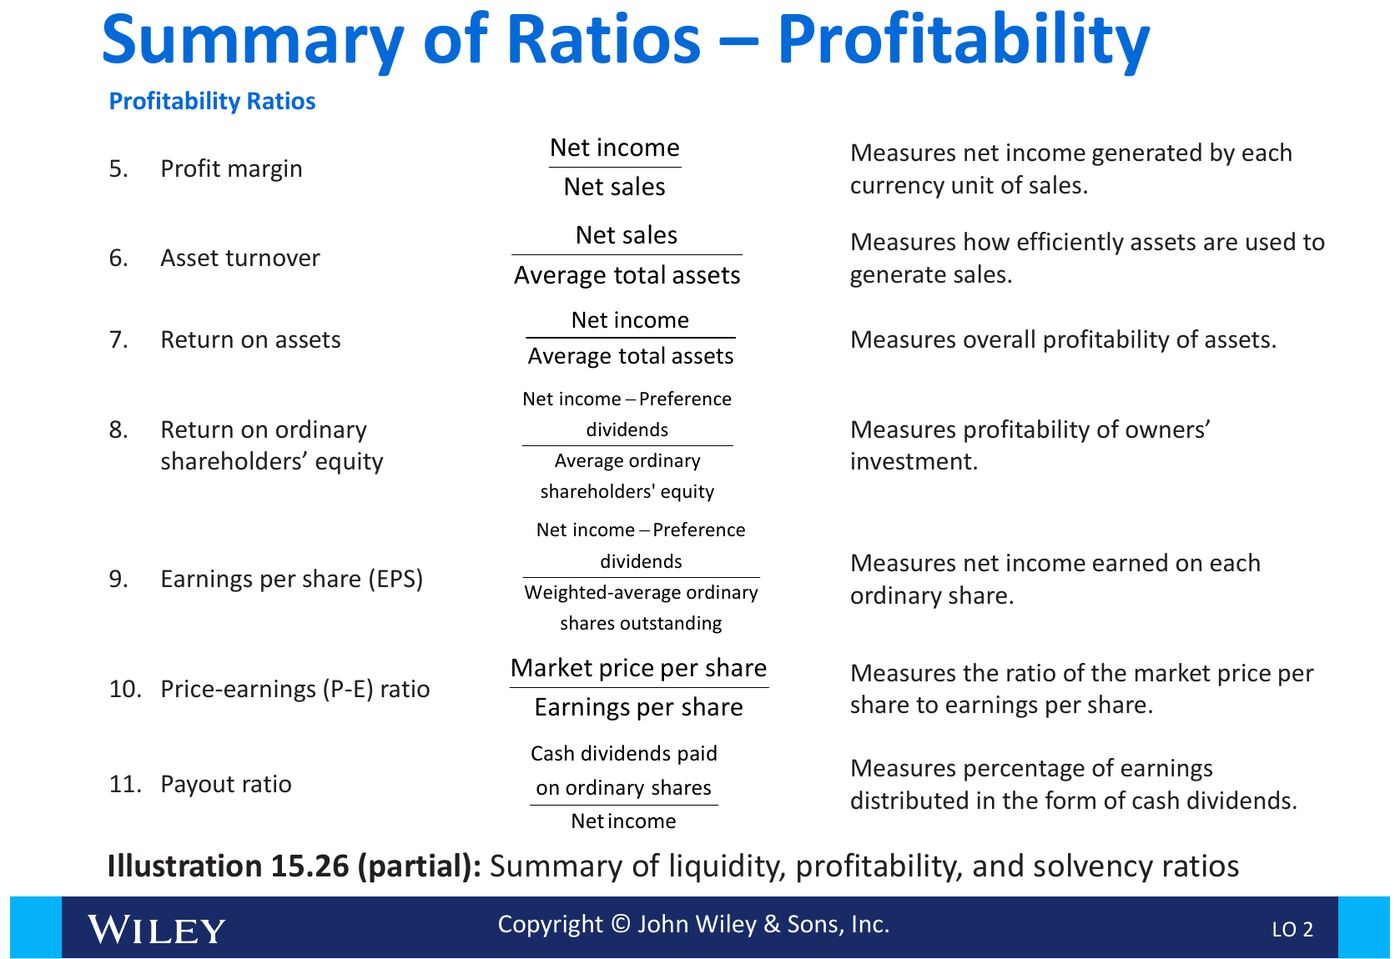 Summary of Ratios – Profitability
Profitability Ratios
5. Profit margin
Net income
Net sales
Measures net income generated by each
currency unit of sales.
6. Asset turnover
Net sales
Average total assets
Measures how efficiently assets are used to
generate sales.
7. Return on assets
Net income
Average total assets
Measures overall profitability of assets.
8. Return on ordinary
shareholders’ equity
Net income – Preference
dividends
Average ordinary
shareholders' equity
Measures profitability of owners’
investment.
9. Earnings per share (EPS)
Net income – Preference
dividends
Weighted-average ordinary
shares outstanding
Measures net income earned on each
ordinary share.
10. Price-earnings (P-E) ratio
Market price per share
Earnings per share
Measures the ratio of the market price per
share to earnings per share.
11. Payout ratio
Cash dividends paid
on ordinary shares
Net income
Measures percentage of earnings
distributed in the form of cash dividends.
Illustration 15.26 (partial): Summary of liquidity, profitability, and solvency ratios
WILEY
Copyright © John Wiley & Sons, Inc.
LO 2